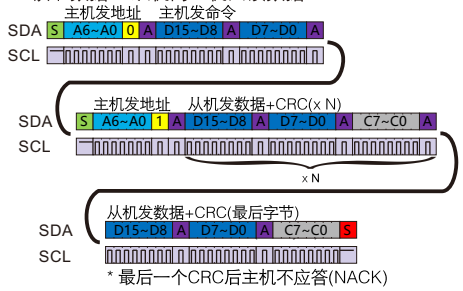 主机发地址 主机发命令
SDA S A6~A0 0 A D15~D8 A D7~D0 A
SCL
主机发地址 从机发数据+CRC(x N)
SDA S A6~A0 1 A D15~D8 A D7~D0 A C7~C0 A
SCL
x N
从机发数据+CRC(最后字节)
SDA D15~D8 A D7~D0 A C7~C0 S
SCL
* 最后一个CRC后主机不应答(NACK)